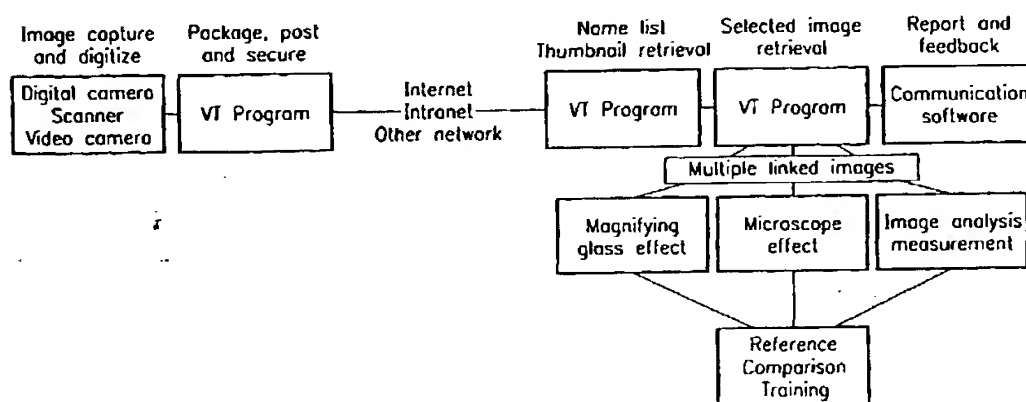 Image capture
and digitize
Package, post
and secure
Name list
Thumbnail retrieval
Selected image
retrieval
Report and
feedback
Digital camera
Scanner
Video camera
VT Program
Internet
Intranet
Other network
VT Program
VT Program
Communication
software
Multiple linked images
Magnifying
glass effect
Microscope
effect
Image analysis
measurement
Reference
Comparison
Training